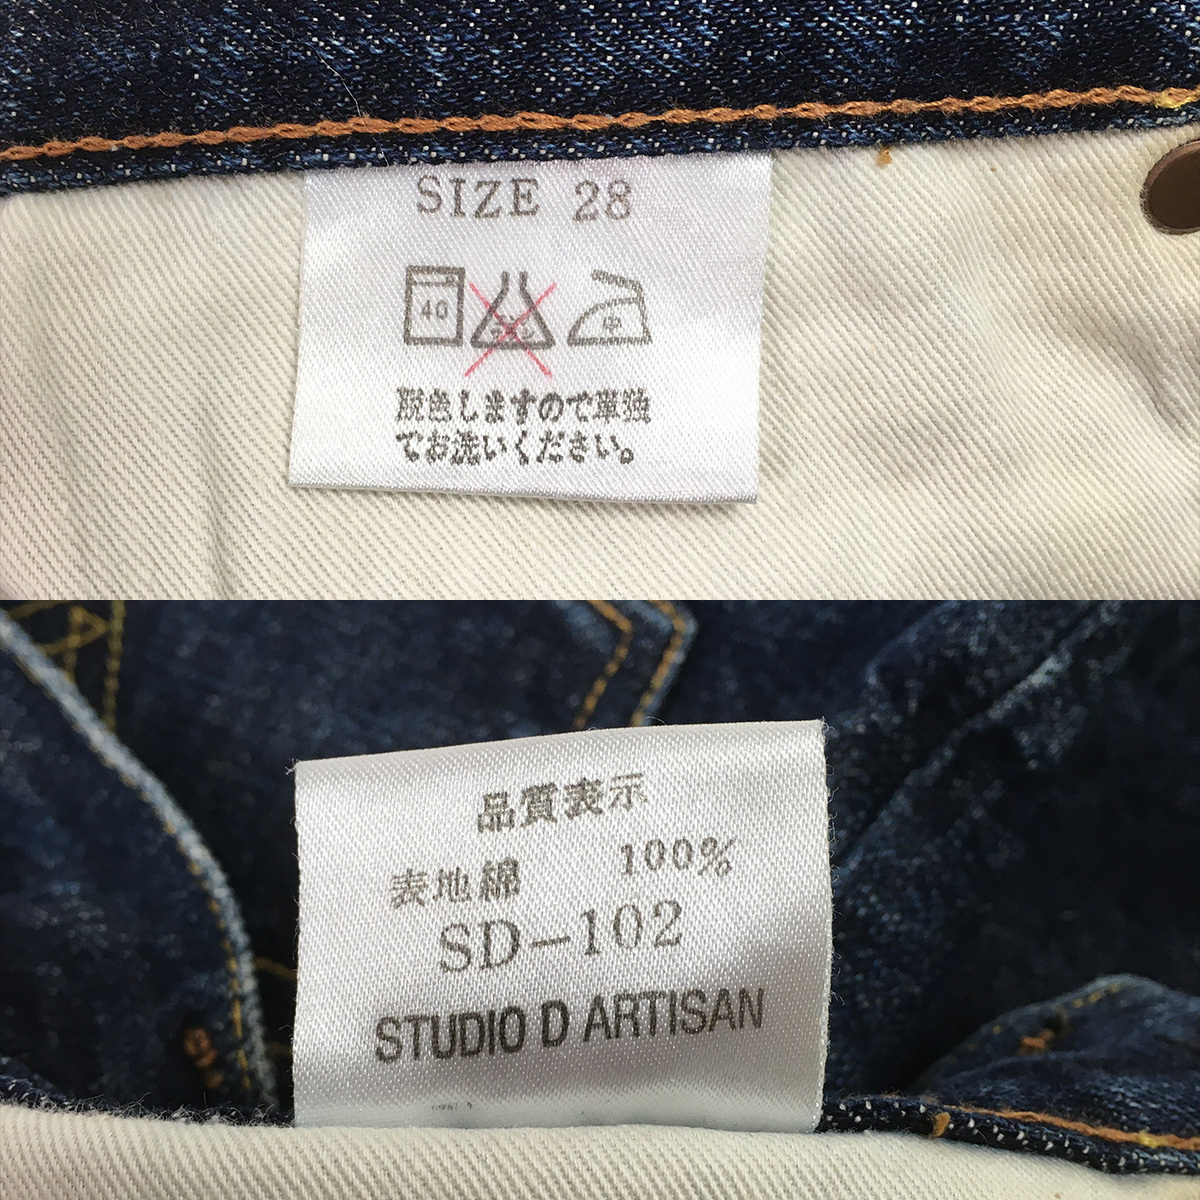 SIZE 28
40
中
脱色しますので単独
でお洗いください。
品質表示
表地綿 100%
SD-102
STUDIO D ARTISAN